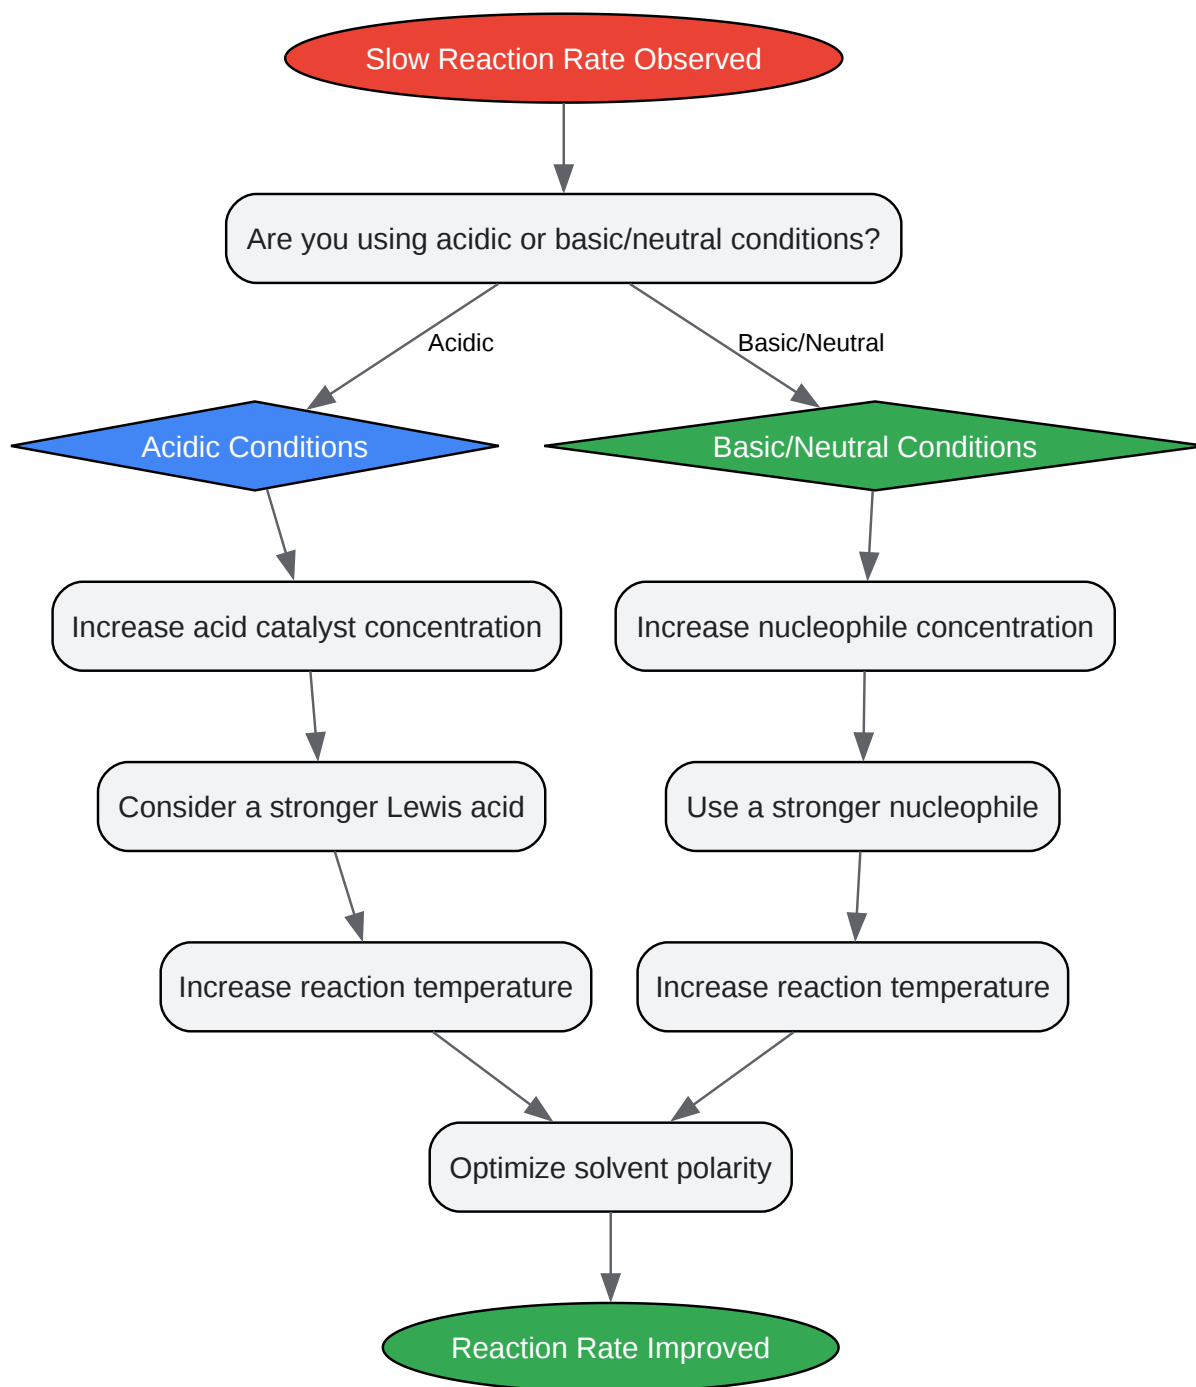 Slow Reaction Rate Observed
Are you using acidic or basic/neutral conditions?
Acidic
Basic/Neutral
Acidic Conditions
Basic/Neutral Conditions
Increase acid catalyst concentration
Increase nucleophile concentration
Consider a stronger Lewis acid
Use a stronger nucleophile
Increase reaction temperature
Increase reaction temperature
Optimize solvent polarity
Reaction Rate Improved